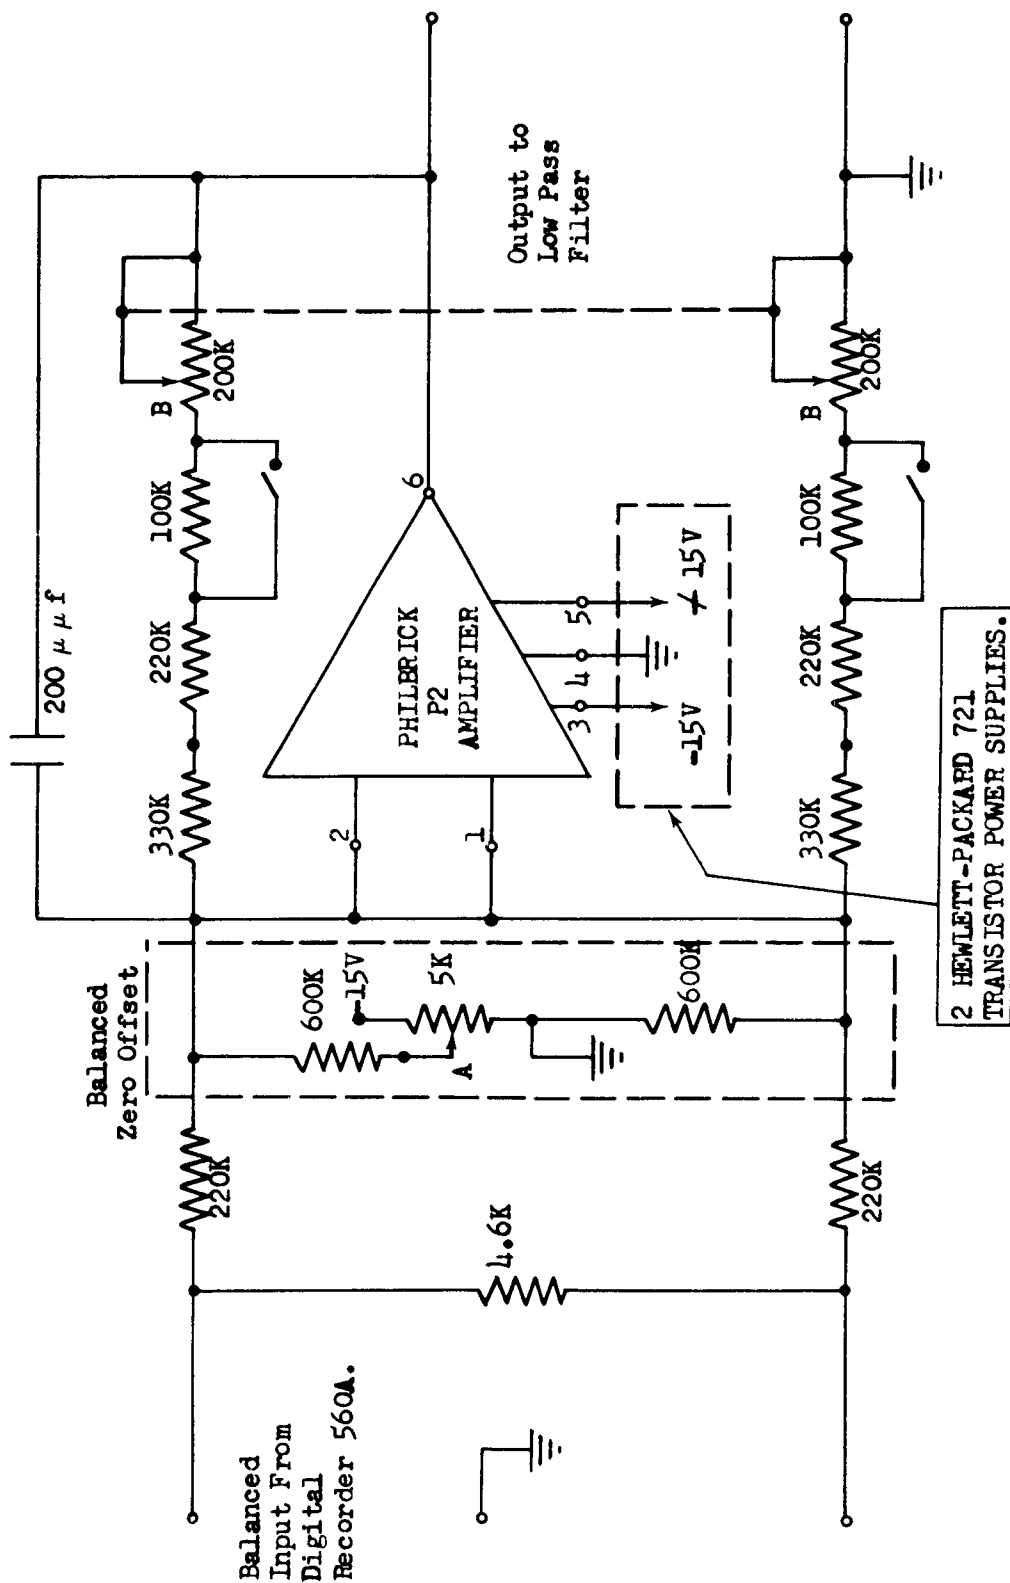 Balanced
Input From
Digital
Recorder 560A.
4.6K
220K
220K
Balanced
Zero Offset
600K
-15V
5K
A
600K
200 μμf
330K
220K
100K
B
200K
2
1
PHILBRICK
P2
AMPLIFIER
6
3
4
5
-15V
+ 15V
330K
220K
100K
B
200K
Output to
Low Pass
Filter
2 HEWLETT-PACKARD 721
TRANSISTOR POWER SUPPLIES.